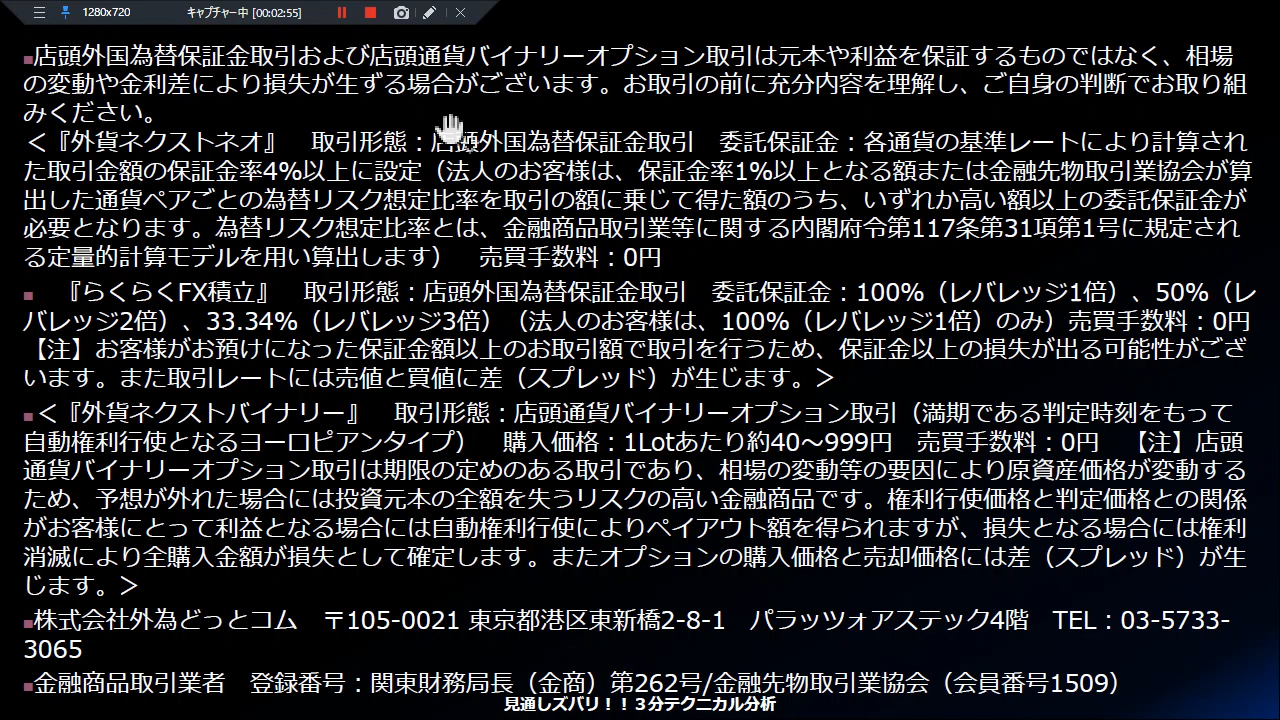 1280x720 キャプチャー中 [00:02:55]
■店頭外国為替保証金取引および店頭通貨バイナリーオプション取引は元本や利益を保証するものではなく、相場
の変動や金利差により損失が生ずる場合がございます。お取引の前に充分内容を理解し、ご自身の判断でお取り組
みください。
＜『外貨ネクストネオ』　取引形態：店頭外国為替保証金取引　委託保証金：各通貨の基準レートにより計算され
た取引金額の保証金率4%以上に設定（法人のお客様は、保証金率1%以上となる額または金融先物取引業協会が算
出した通貨ペアごとの為替リスク想定比率を取引の額に乗じて得た額のうち、いずれか高い額以上の委託保証金が
必要となります。為替リスク想定比率とは、金融商品取引業等に関する内閣府令第117条第31項第1号に規定され
る定量的計算モデルを用い算出します）　売買手数料：0円
■　『らくらくFX積立』　取引形態：店頭外国為替保証金取引　委託保証金：100%（レバレッジ1倍）、50%（レ
バレッジ2倍）、33.34%（レバレッジ3倍）（法人のお客様は、100%（レバレッジ1倍）のみ）売買手数料：0円
【注】お客様がお預けになった保証金額以上のお取引額で取引を行うため、保証金以上の損失が出る可能性がござ
います。また取引レートには売値と買値に差（スプレッド）が生じます。＞
■＜『外貨ネクストバイナリー』　取引形態：店頭通貨バイナリーオプション取引（満期である判定時刻をもって
自動権利行使となるヨーロピアンタイプ）　購入価格：1Lotあたり約40～999円　売買手数料：0円　【注】店頭
通貨バイナリーオプション取引は期限の定めのある取引であり、相場の変動等の要因により原資産価格が変動する
ため、予想が外れた場合には投資元本の全額を失うリスクの高い金融商品です。権利行使価格と判定価格との関係
がお客様にとって利益となる場合には自動権利行使によりペイアウト額を得られますが、損失となる場合には権利
消滅により全購入金額が損失として確定します。またオプションの購入価格と売却価格には差（スプレッド）が生
じます。＞
■株式会社外為どっとコム　〒105-0021 東京都港区東新橋2-8-1　パラッツォアステック4階　TEL：03-5733-
3065
■金融商品取引業者　登録番号：関東財務局長（金商）第262号/金融先物取引業協会（会員番号1509）
見通しズバリ！！３分テクニカル分析